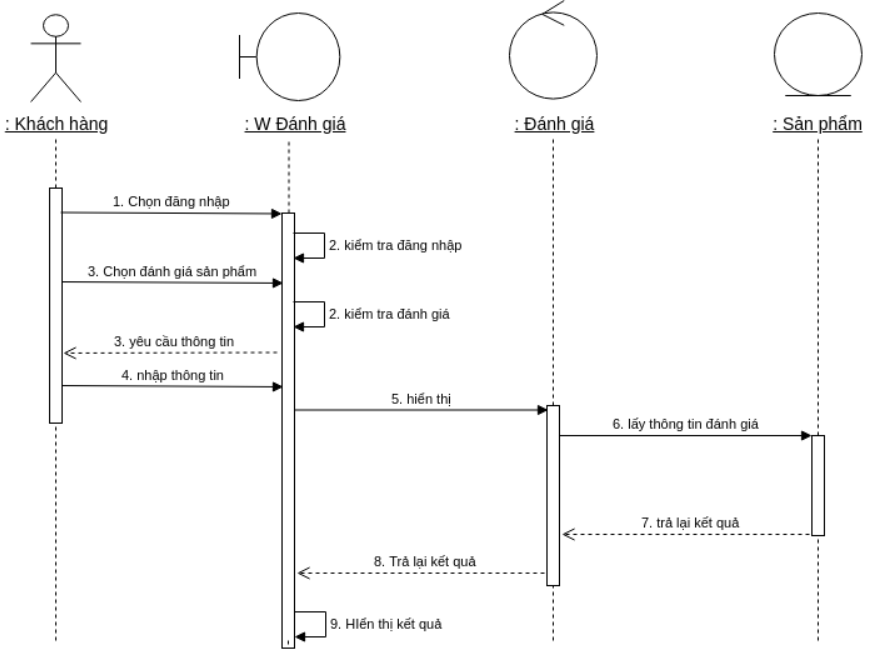 : Khách hàng
: W Đánh giá
: Đánh giá
: Sản phẩm
1. Chọn đăng nhập
2. kiểm tra đăng nhập
3. Chọn đánh giá sản phẩm
2. kiểm tra đánh giá
3. yêu cầu thông tin
4. nhập thông tin
5. hiển thị
6. lấy thông tin đánh giá
7. trả lại kết quả
8. Trả lại kết quả
9. HIển thị kết quả